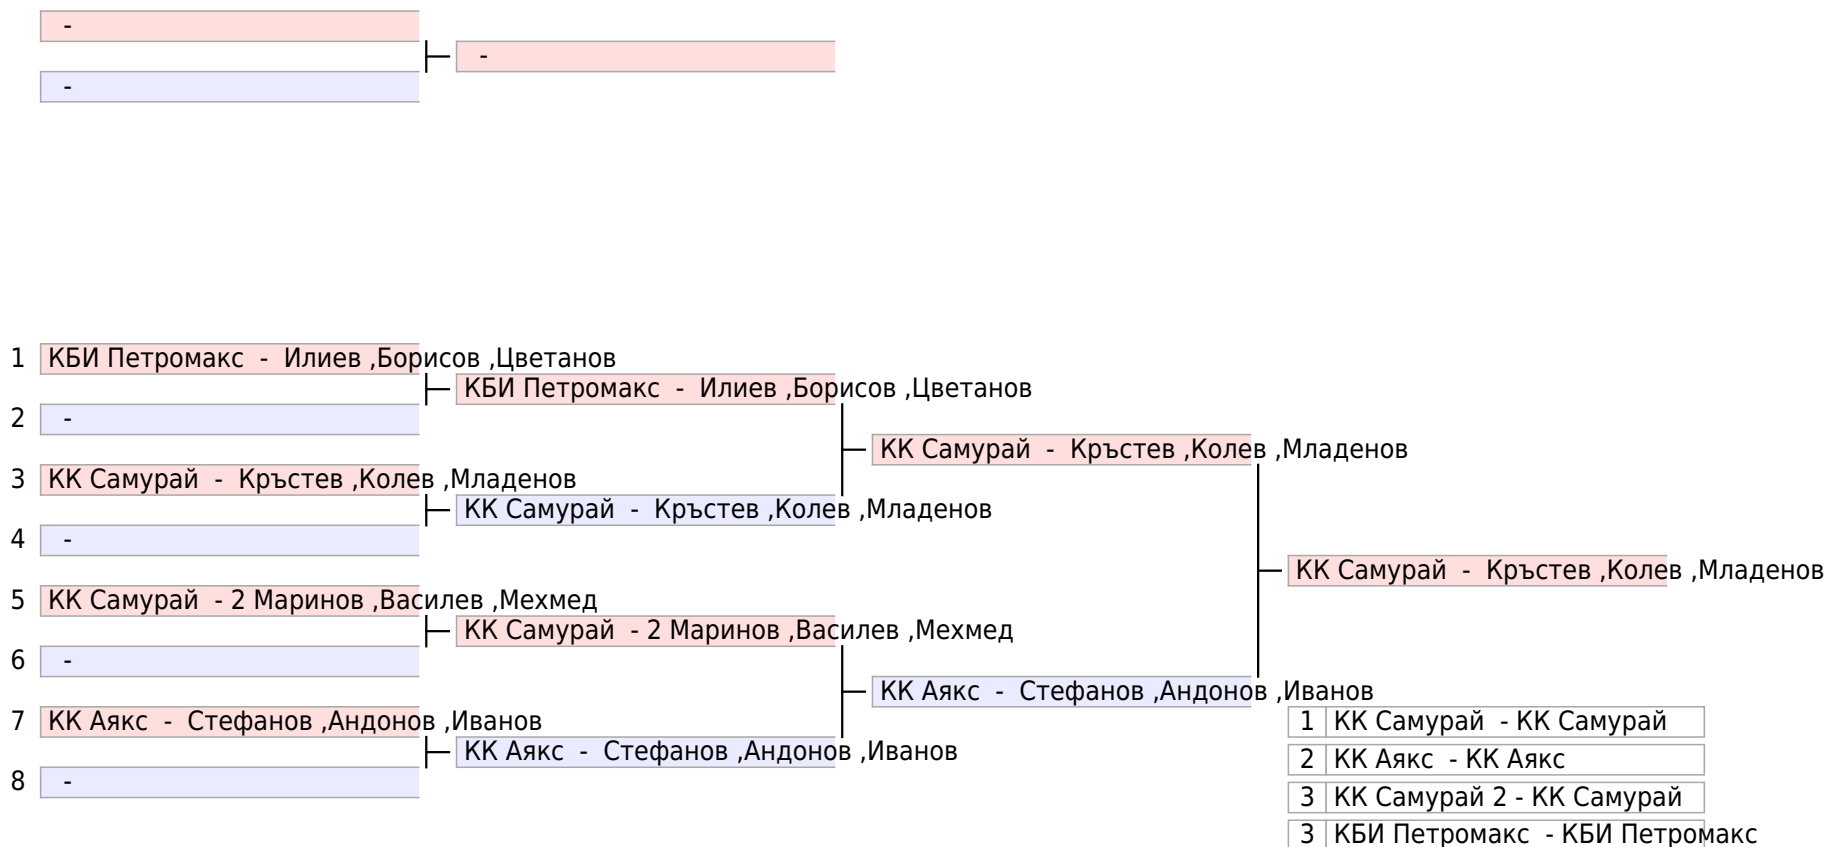 -
-
-
1 КБИ Петромакс - Илиев ,Борисов ,Цветанов
КБИ Петромакс - Илиев ,Борисов ,Цветанов
2 -
КК Самурай - Кръстев ,Колев ,Младенов
3 КК Самурай - Кръстев ,Колев ,Младенов
КК Самурай - Кръстев ,Колев ,Младенов
4 -
КК Самурай - Кръстев ,Колев ,Младенов
5 КК Самурай - 2 Маринов ,Василев ,Мехмед
КК Самурай - 2 Маринов ,Василев ,Мехмед
6 -
КК Аякс - Стефанов ,Андонов ,Иванов
7 КК Аякс - Стефанов ,Андонов ,Иванов
КК Аякс - Стефанов ,Андонов ,Иванов
8 -
1 КК Самурай - КК Самурай
2 КК Аякс - КК Аякс
3 КК Самурай 2 - КК Самурай
3 КБИ Петромакс - КБИ Петромакс